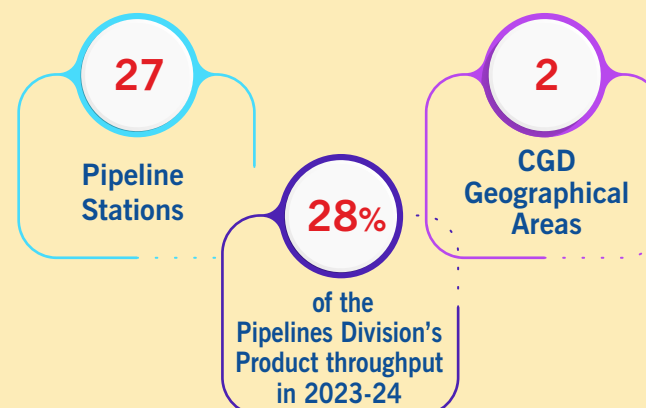 27
Pipeline
Stations
28%
of the
Pipelines Division's
Product throughput
in 2023-24
2
CGD
Geographical
Areas